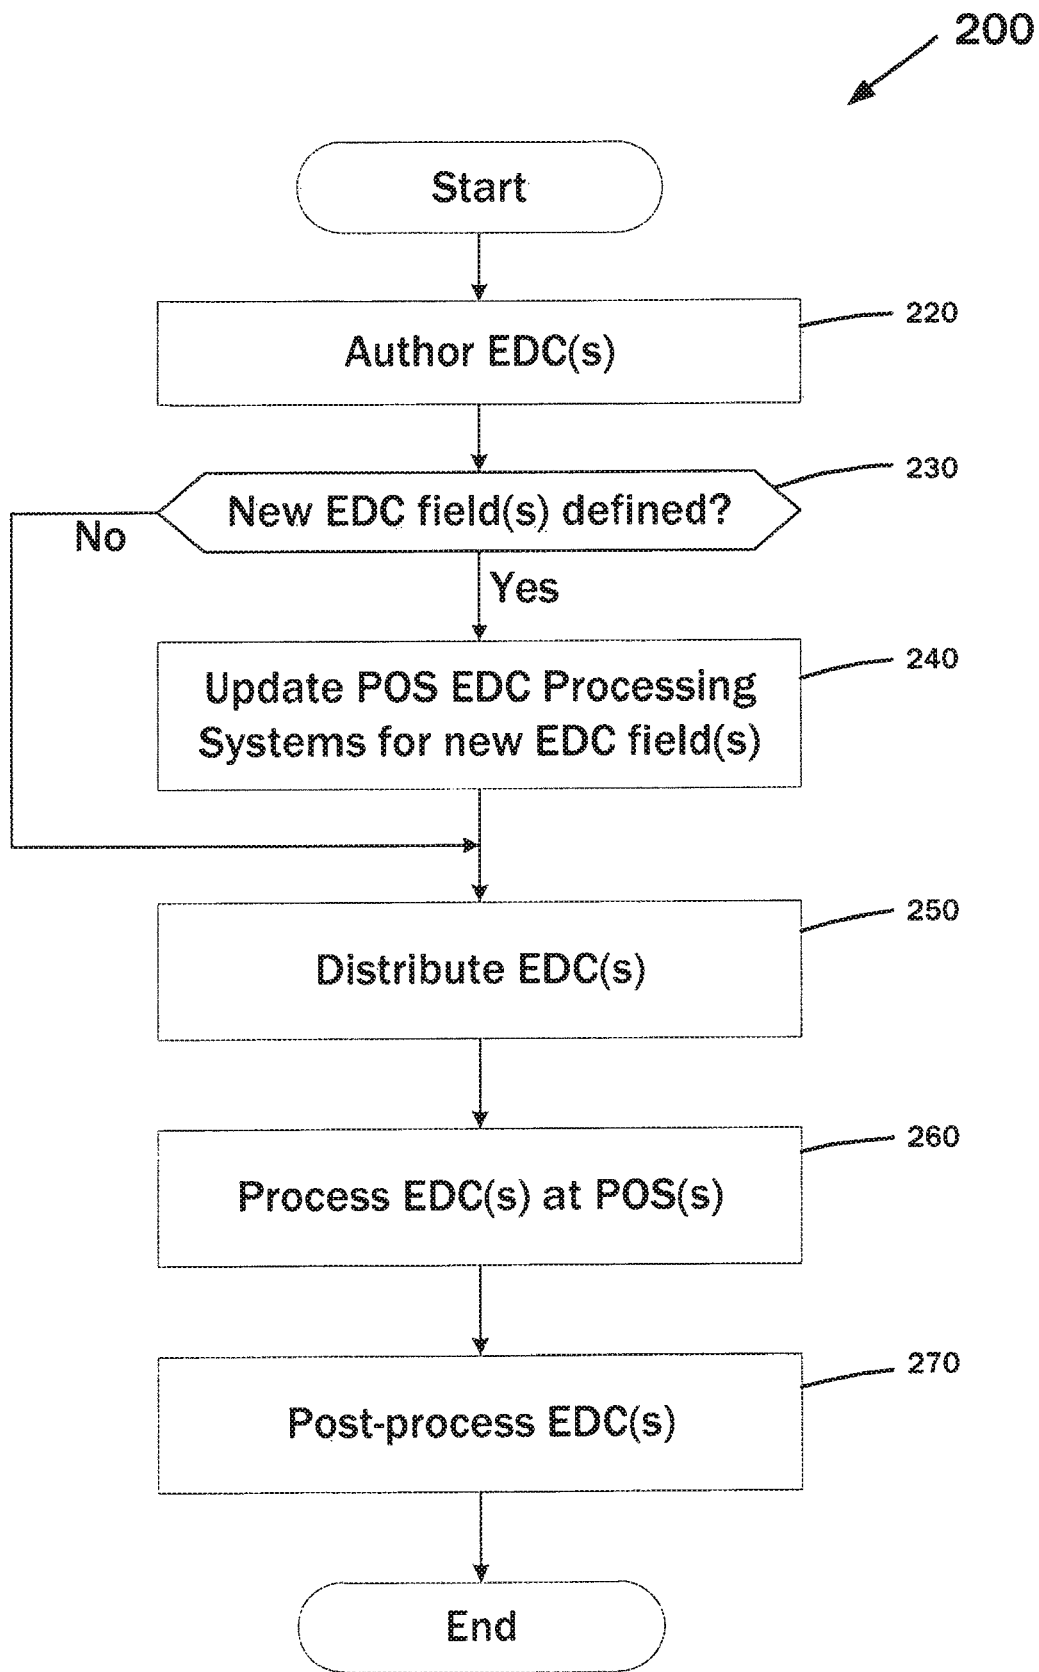 200
Start
220
Author EDC(s)
230
New EDC field(s) defined?
No
Yes
240
Update POS EDC Processing
Systems for new EDC field(s)
250
Distribute EDC(s)
260
Process EDC(s) at POS(s)
270
Post-process EDC(s)
End